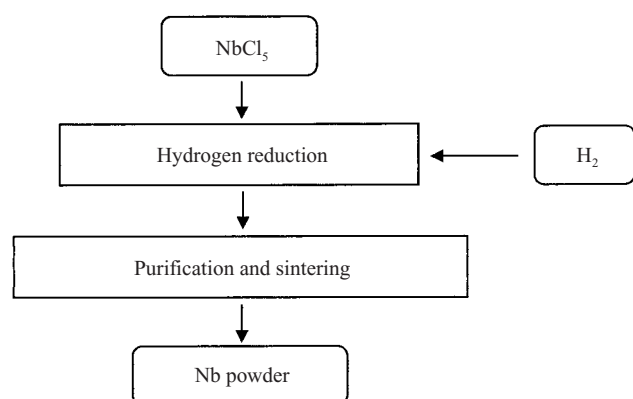 NbCl₅
Hydrogen reduction
H₂
Purification and sintering
Nb powder